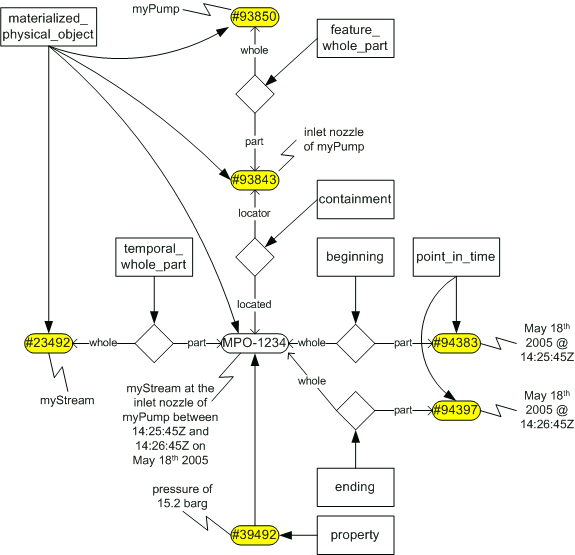 myPump
#93850
materialized_
physical_object
feature_
whole_part
whole
part
inlet nozzle
of myPump
#93843
locator
containment
temporal_
whole_part
beginning
point_in_time
located
#23492
whole
part
MPO-1234
whole
part
#94383
May 18th
2005 @
14:25:45Z
myStream
myStream at the
inlet nozzle of
myPump between
14:25:45Z and
14:26:45Z on
May 18th 2005
whole
part
#94397
May 18th
2005 @
14:26:45Z
ending
pressure of
15.2 barg
#39492
property